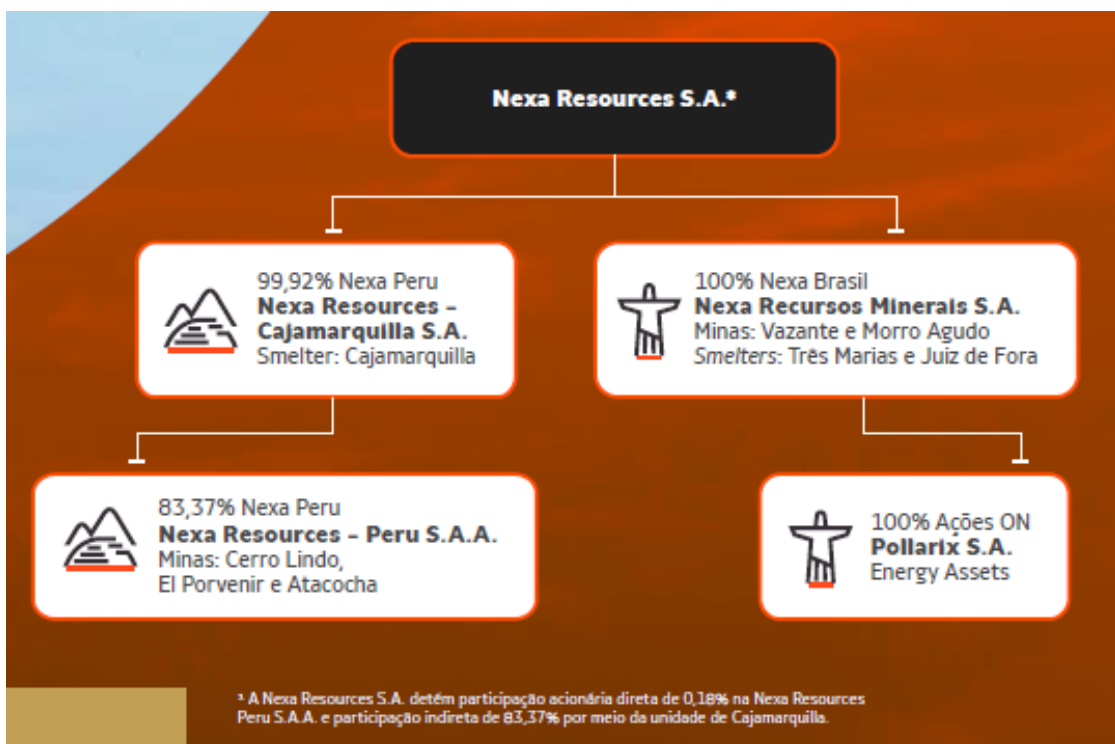 Nexa Resources S.A.*
99,92% Nexa Peru
Nexa Resources –
Cajamarquilla S.A.
Smelter: Cajamarquilla
100% Nexa Brasil
Nexa Recursos Minerais S.A.
Minas: Vazante e Morro Agudo
Smelters: Três Marias e Juiz de Fora
83,37% Nexa Peru
Nexa Resources – Peru S.A.A.
Minas: Cerro Lindo,
El Porvenir e Atacocha
100% Ações ON
Pollarix S.A.
Energy Assets
* A Nexa Resources S.A. detém participação acionária direta de 0,18% na Nexa Resources
Peru S.A.A. e participação indireta de 83,37% por meio da unidade de Cajamarquilla.